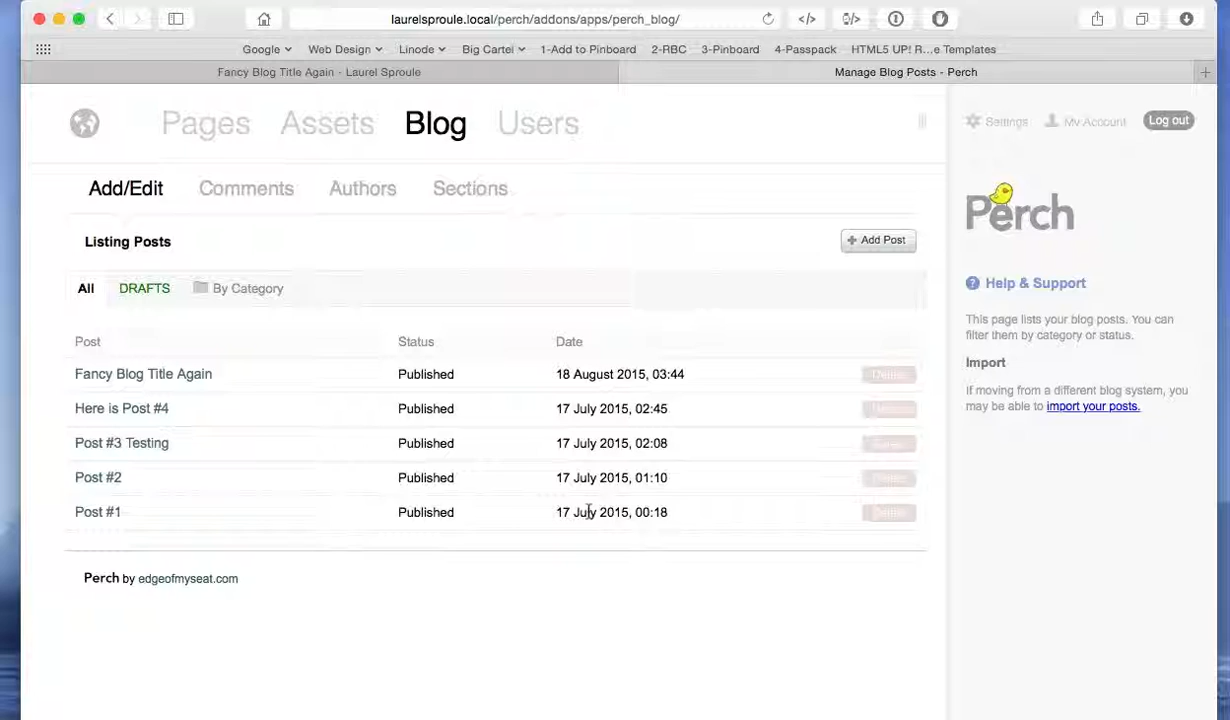 laurelsproule.local/perch/addons/apps/perch_blog/
Google Web Design Linode Big Cartel 1-Add to Pinboard 2-RBC 3-Pinboard 4-Passpack HTML5 UP! R...e Templates
Fancy Blog Title Again - Laurel Sproule Manage Blog Posts - Perch
Pages Assets Blog Users Settings My Account Log out
Add/Edit Comments Authors Sections
Perch
Listing Posts + Add Post
All DRAFTS By Category
Post Status Date
Fancy Blog Title Again Published 18 August 2015, 03:44 Delete
Here is Post #4 Published 17 July 2015, 02:45 Delete
Post #3 Testing Published 17 July 2015, 02:08 Delete
Post #2 Published 17 July 2015, 01:10 Delete
Post #1 Published 17 July 2015, 00:18 Delete
Perch by edgeofmyseat.com
? Help & Support
This page lists your blog posts. You can
filter them by category or status.
Import
If moving from a different blog system, you
may be able to import your posts.